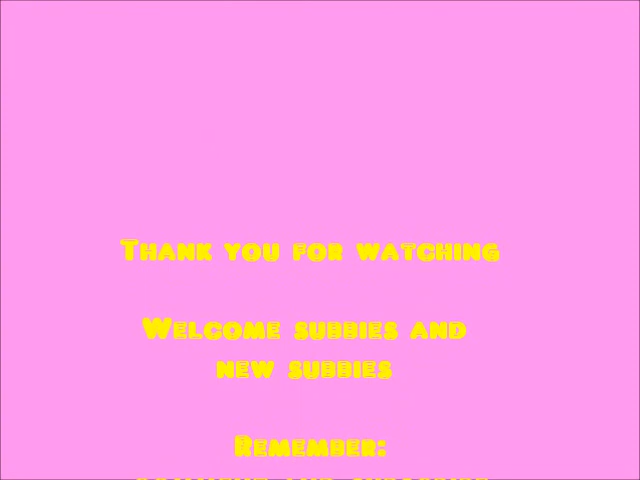 Thank you for watching
Welcome subbies and
new subbies
Remember: